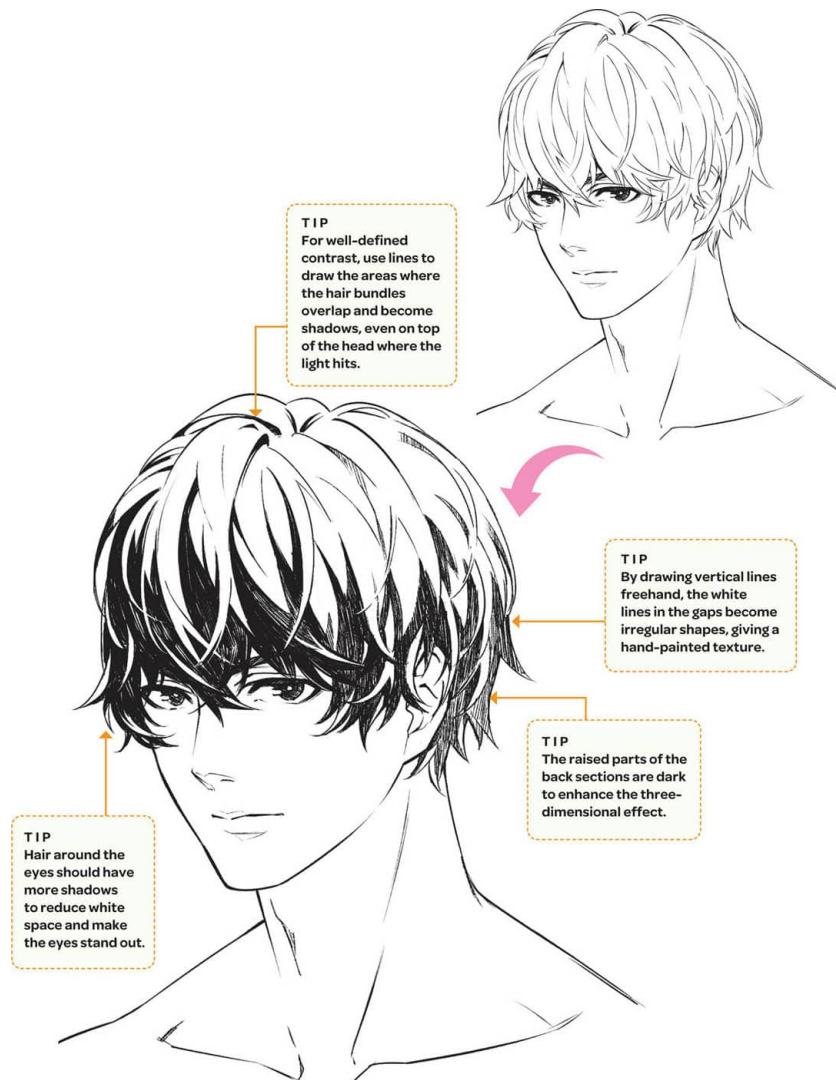 TIP
For well-defined
contrast, use lines to
draw the areas where
the hair bundles
overlap and become
shadows, even on top
of the head where the
light hits.
TIP
By drawing vertical lines
freehand, the white
lines in the gaps become
irregular shapes, giving a
hand-painted texture.
TIP
The raised parts of the
back sections are dark
to enhance the three-
dimensional effect.
TIP
Hair around the
eyes should have
more shadows
to reduce white
space and make
the eyes stand out.